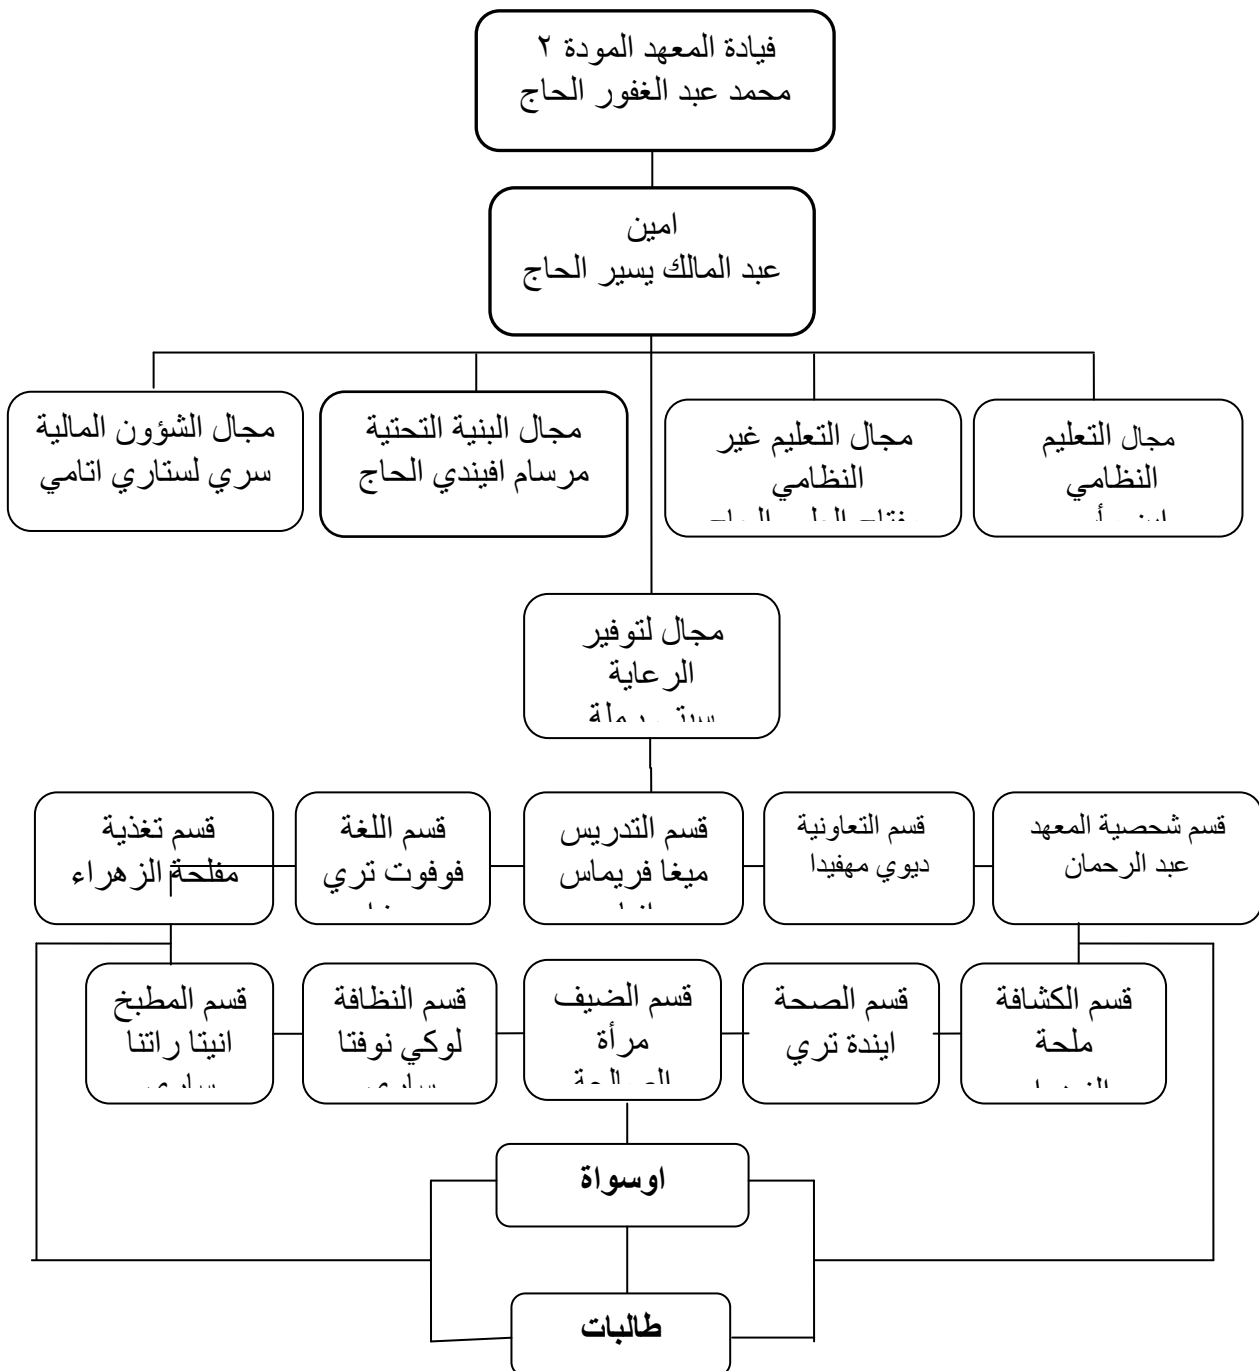 فيادة المعهد المودة ٢
محمد عبد الغفور الحاج
امين
عبد المالك يسير الحاج
مجال التعليم
النظامي
مجال التعليم غير
النظامي
مجال البنية التحتية
مرسام افيندي الحاج
مجال الشؤون المالية
سري لستاري اتامي
مجال لتوفير
الرعاية
قسم شحصية المعهد
عبد الرحمان
قسم التعاونية
ديوي مهفيدا
قسم التدريس
ميغا فريماس
قسم اللغة
فوفوت تري
قسم تغذية
مفلحة الزهراء
قسم الكشافة
ملحة
قسم الصحة
ايندة تري
قسم الضيف
مرأة
الصالحة
قسم النظافة
لوكي نوفتا
ساري
قسم المطبخ
انيتا راتنا
ساري
اوسواة
طالبات